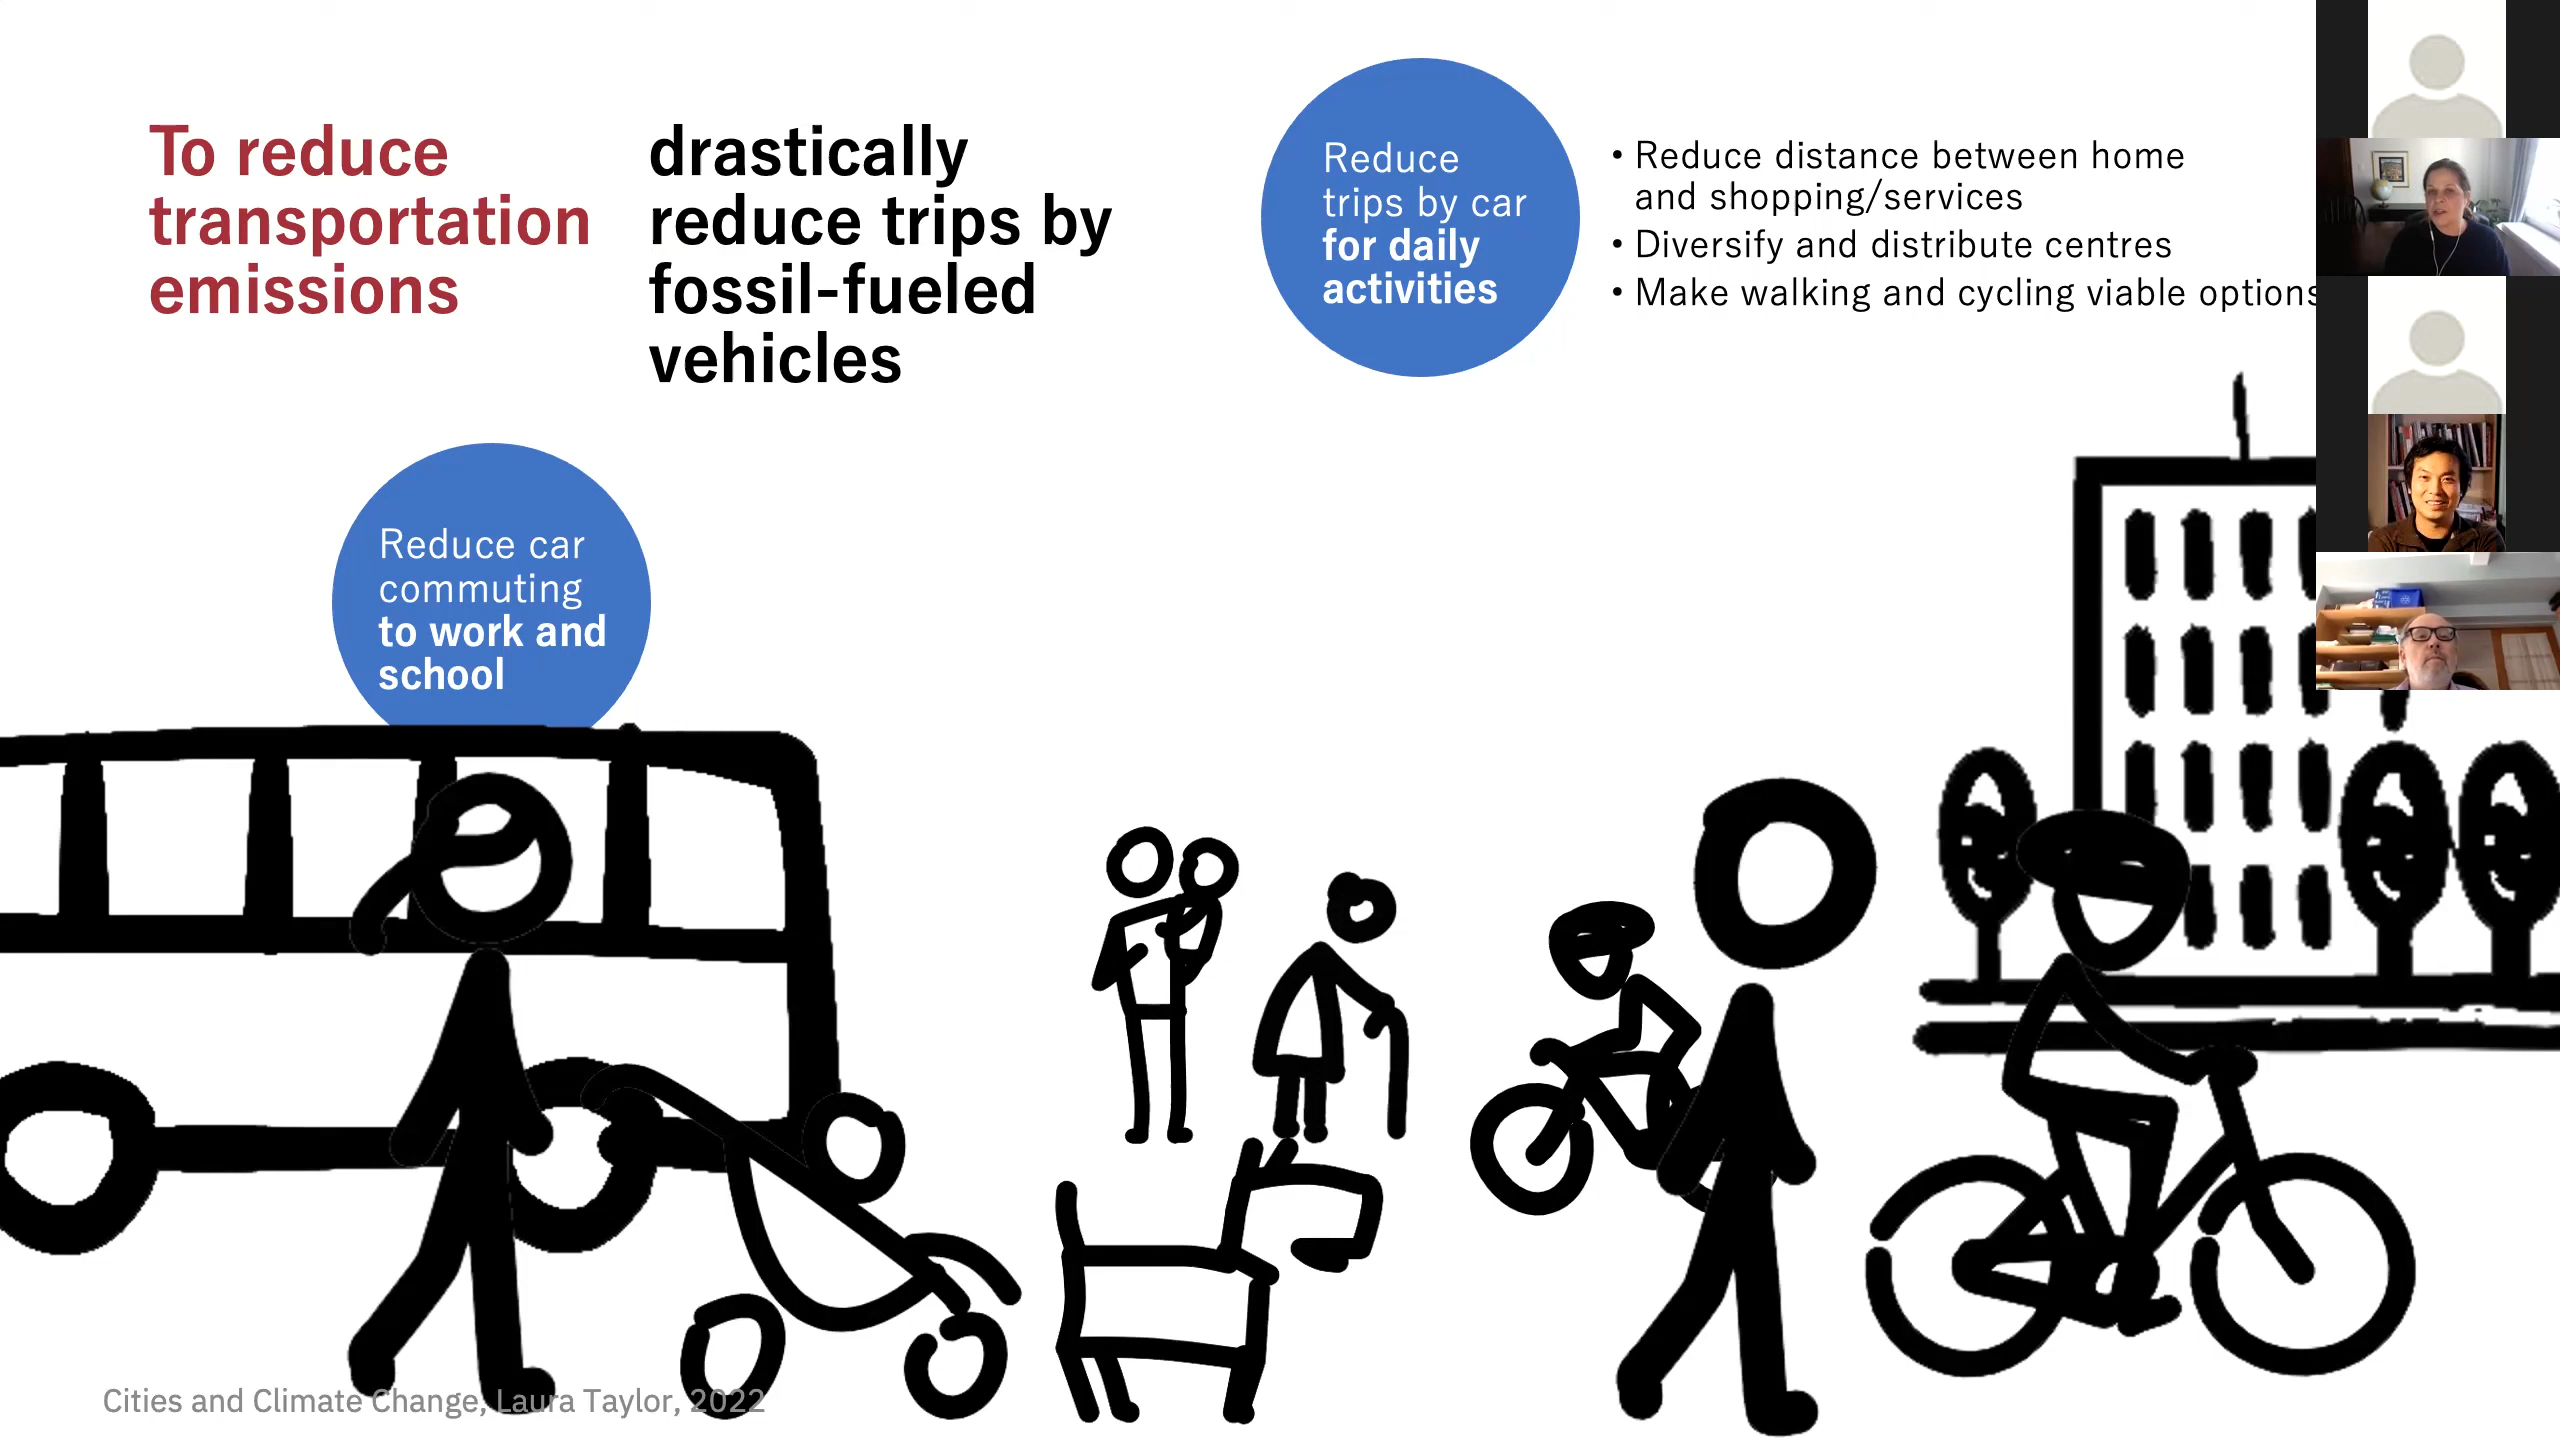 To reduce
transportation
emissions
drastically
reduce trips by
fossil-fueled
vehicles
Reduce
trips by car
for daily
activities
• Reduce distance between home
and shopping/services
• Diversify and distribute centres
• Make walking and cycling viable options
Reduce car
commuting
to work and
school
Cities and Climate Change, Laura Taylor, 2022